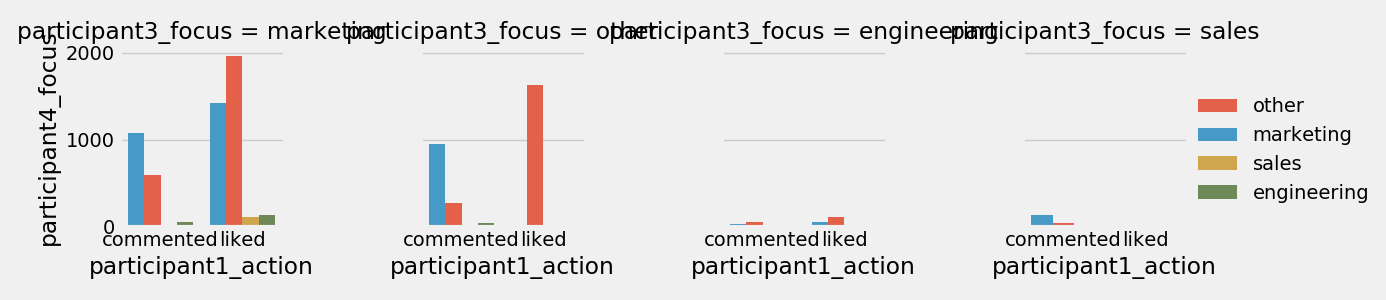 participant3_focus = marketing
participant3_focus = other
participant3_focus = engineering
participant3_focus = sales
participant4_focus
2000
1000
0
commented liked
commented liked
commented liked
commented liked
participant1_action
participant1_action
participant1_action
participant1_action
other
marketing
sales
engineering